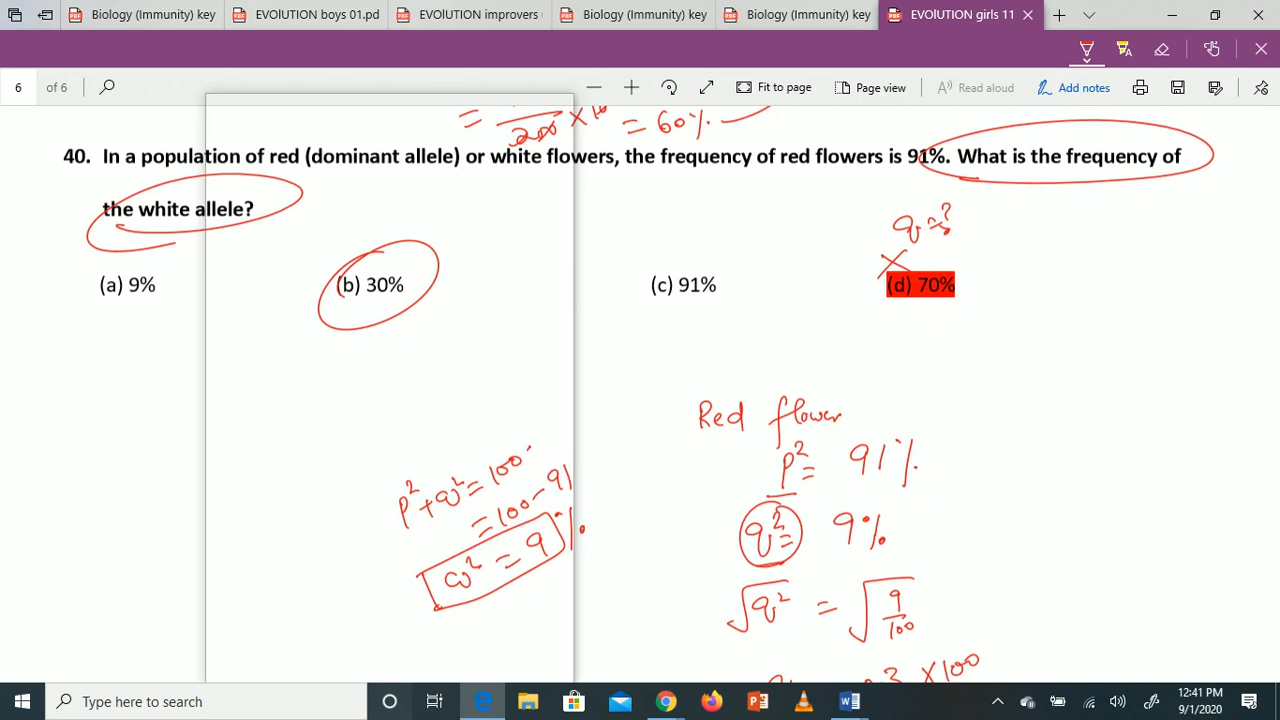 Biology (Immunity) key
EVOlUTION boys 01.pd
EVOlUTION improvers
Biology (Immunity) key
Biology (Immunity) key
EVOlUTION girls 11
6 of 6
Fit to page
Page view
Read aloud
Add notes
= 200 × 10 = 60%
40. In a population of red (dominant allele) or white flowers, the frequency of red flowers is 91%. What is the frequency of
the white allele?
q = ?
(a) 9%
(b) 30%
(c) 91%
(d) 70%
Red flower
p² = 91%
q² = 9%
√q² = √9/100
3 × 100
p² + q² = 100
= 100 - 91
q² = 9%
Type here to search
12:41 PM
9/1/2020